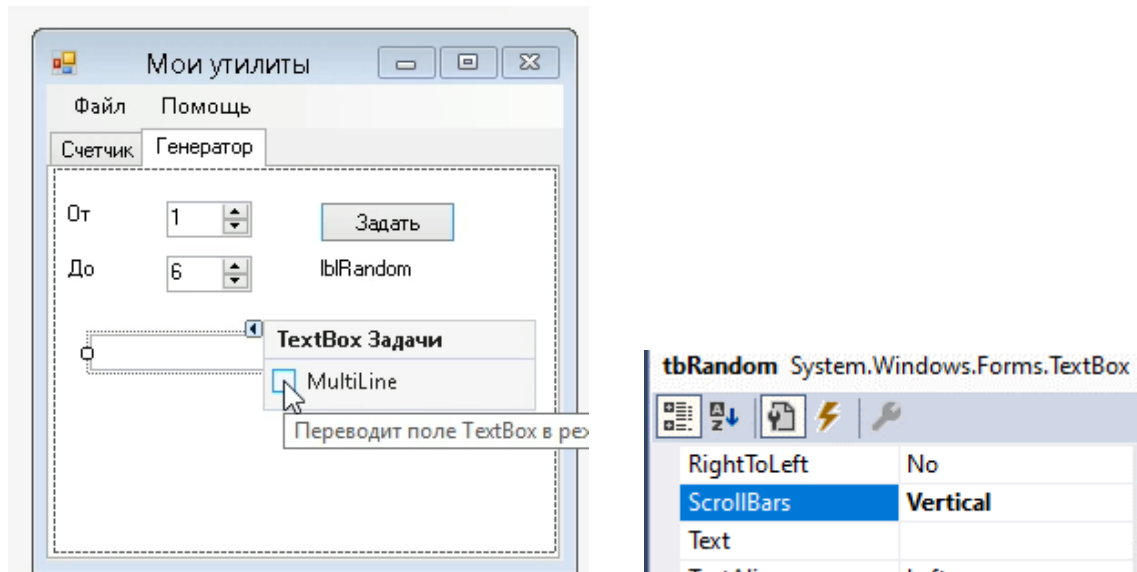 Мои утилиты
Файл Помощь
Счетчик Генератор
От 1 Задать
До 6 lblRandom
TextBox Задачи
MultiLine
Переводит поле TextBox в реж
tbRandom System.Windows.Forms.TextBox
RightToLeft No
ScrollBars Vertical
Text